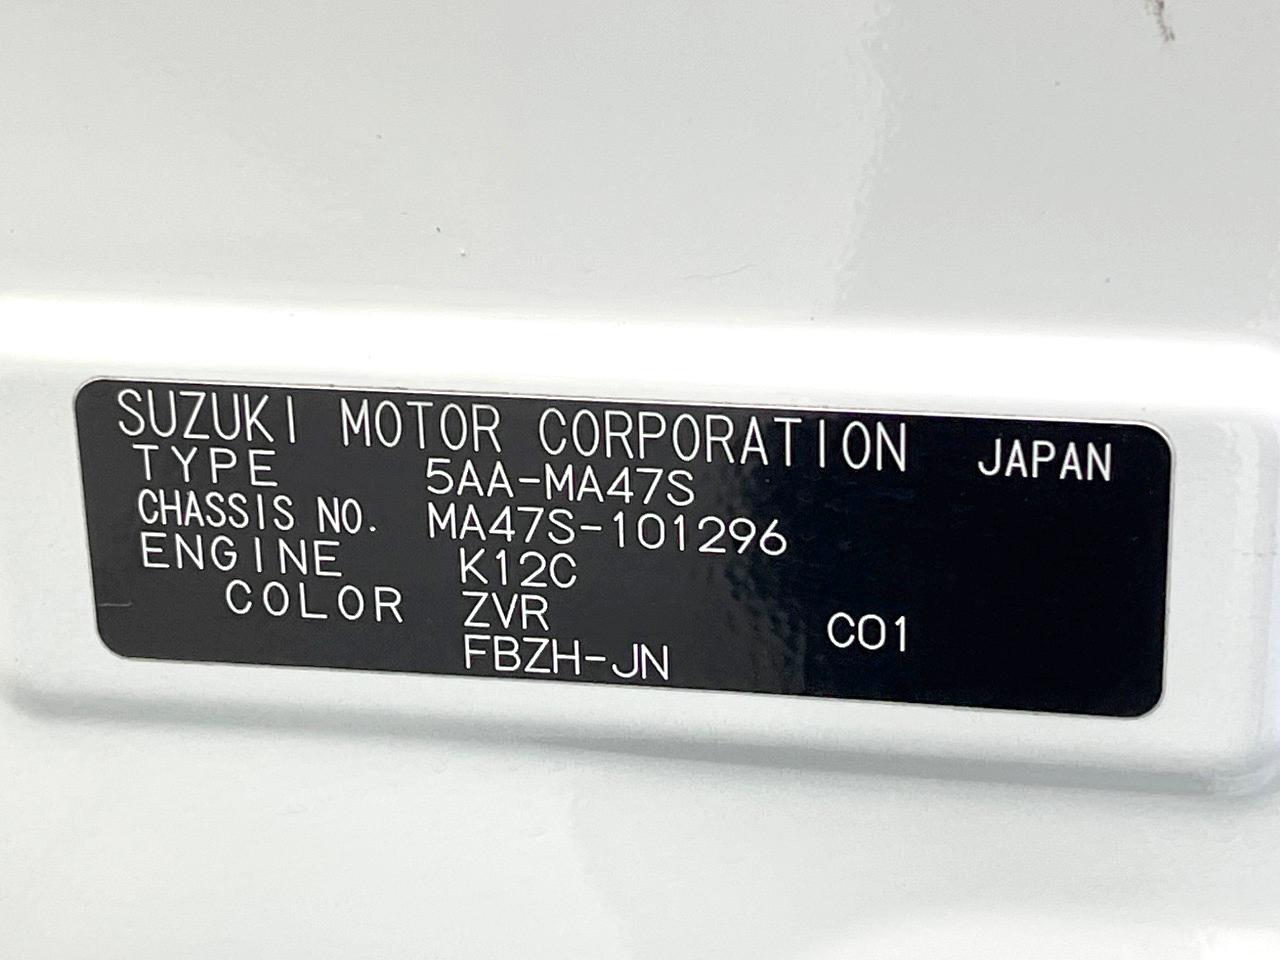 SUZUKI MOTOR CORPORATION JAPAN
TYPE 5AA-MA47S
CHASSIS NO. MA47S-101296
ENGINE K12C
COLOR ZVR C01
FBZH-JN